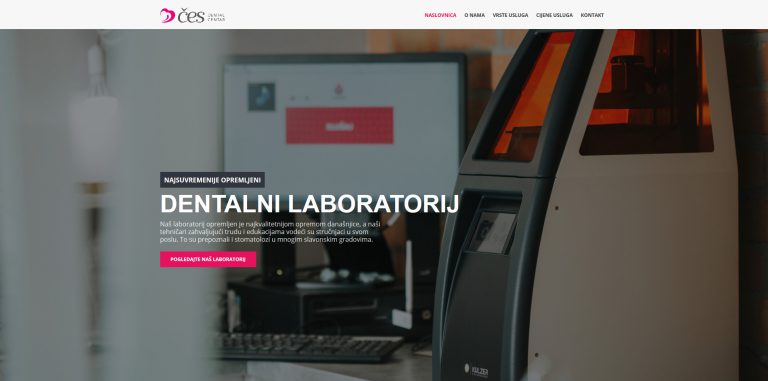 čes DENTAL CENTAR
NASLOVNICA O NAMA VRSTE USLUGA CIJENE USLUGA KONTAKT
NAJSUVREMENIJE OPREMLJENI
DENTALNI LABORATORIJ
Naš laboratorij opremljen je najkvalitetnijom opremom današnjice, a naši
tehničari zahvaljujući trudu i edukacijama vodeći su stručnjaci u svom
poslu. To su prepoznali i stomatolozi u mnogim slavonskim gradovima.
POGLEDAJTE NAŠ LABORATORIJ
KULZER